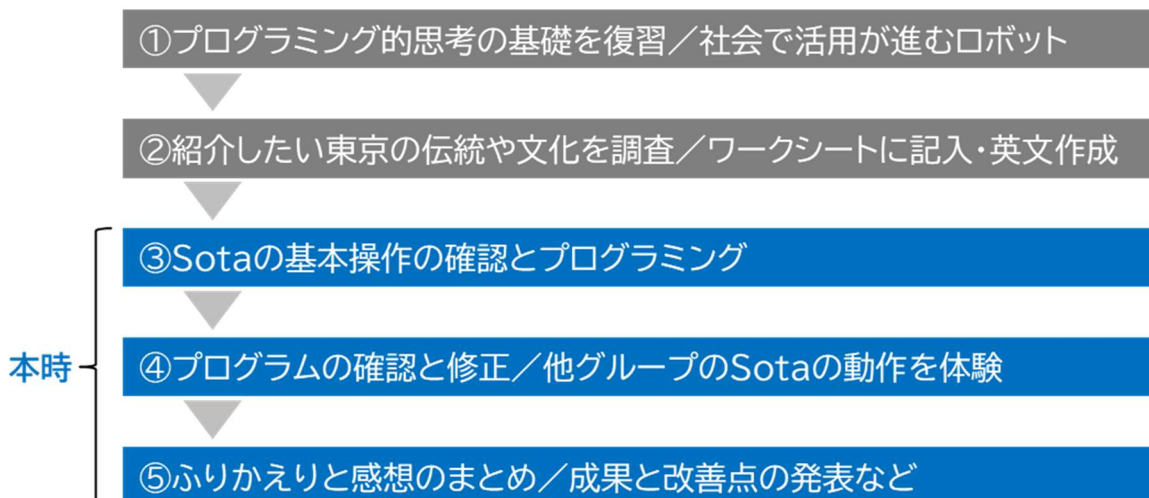 ①プログラミング的思考の基礎を復習／社会で活用が進むロボット
②紹介したい東京の伝統や文化を調査／ワークシートに記入・英文作成
③Sotaの基本操作の確認とプログラミング
本時
④プログラムの確認と修正／他グループのSotaの動作を体験
⑤ふりかえりと感想のまとめ／成果と改善点の発表など